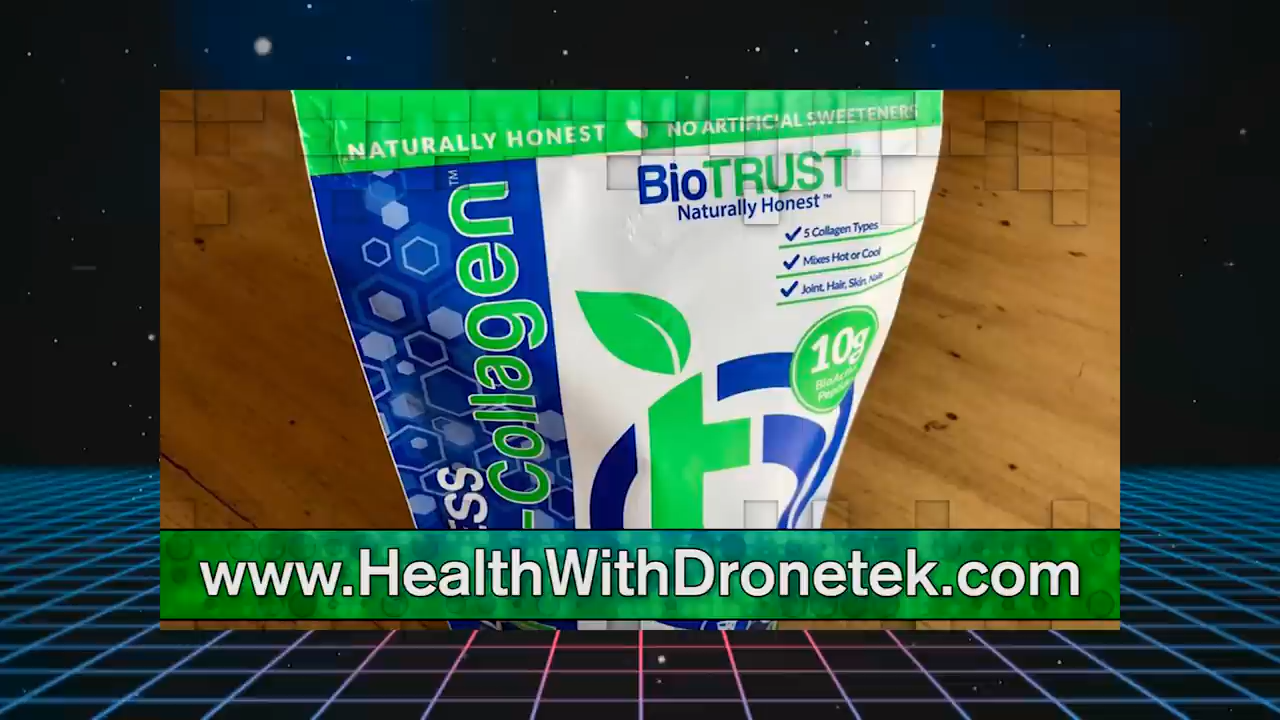 NATURALLY HONEST NO ARTIFICIAL SWEETENERS
BioTRUST
Naturally Honest™
5 Collagen Types
Mixes Hot or Cool
Joint, Hair, Skin, Nails
10g
Collagen™
www.HealthWithDronetek.com